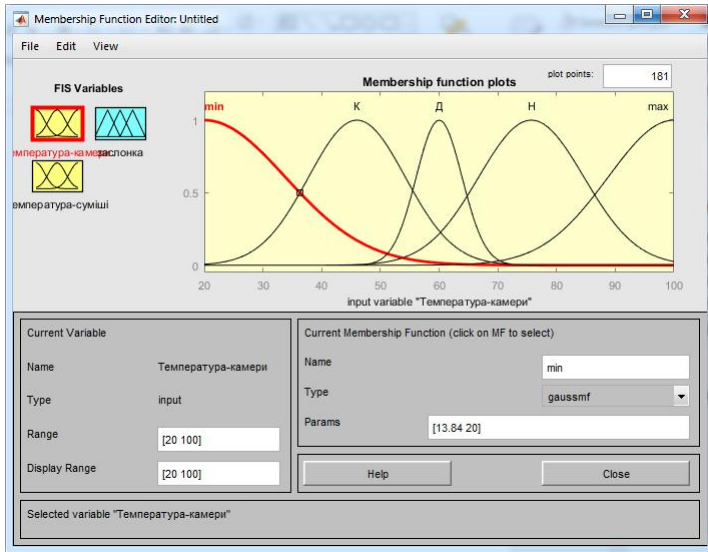 Membership Function Editor: Untitled
File Edit View
FIS Variables
мпература-камери
заслонка
емпература-суміші
Membership function plots
plot points: 181
min К Д Н max
1
0.5
0
20 30 40 50 60 70 80 90 100
input variable "Температура-камери"
Current Variable
Name Температура-камери
Type input
Range [20 100]
Display Range [20 100]
Current Membership Function (click on MF to select)
Name min
Type gaussmf
Params [13.84 20]
Help Close
Selected variable "Температура-камери"